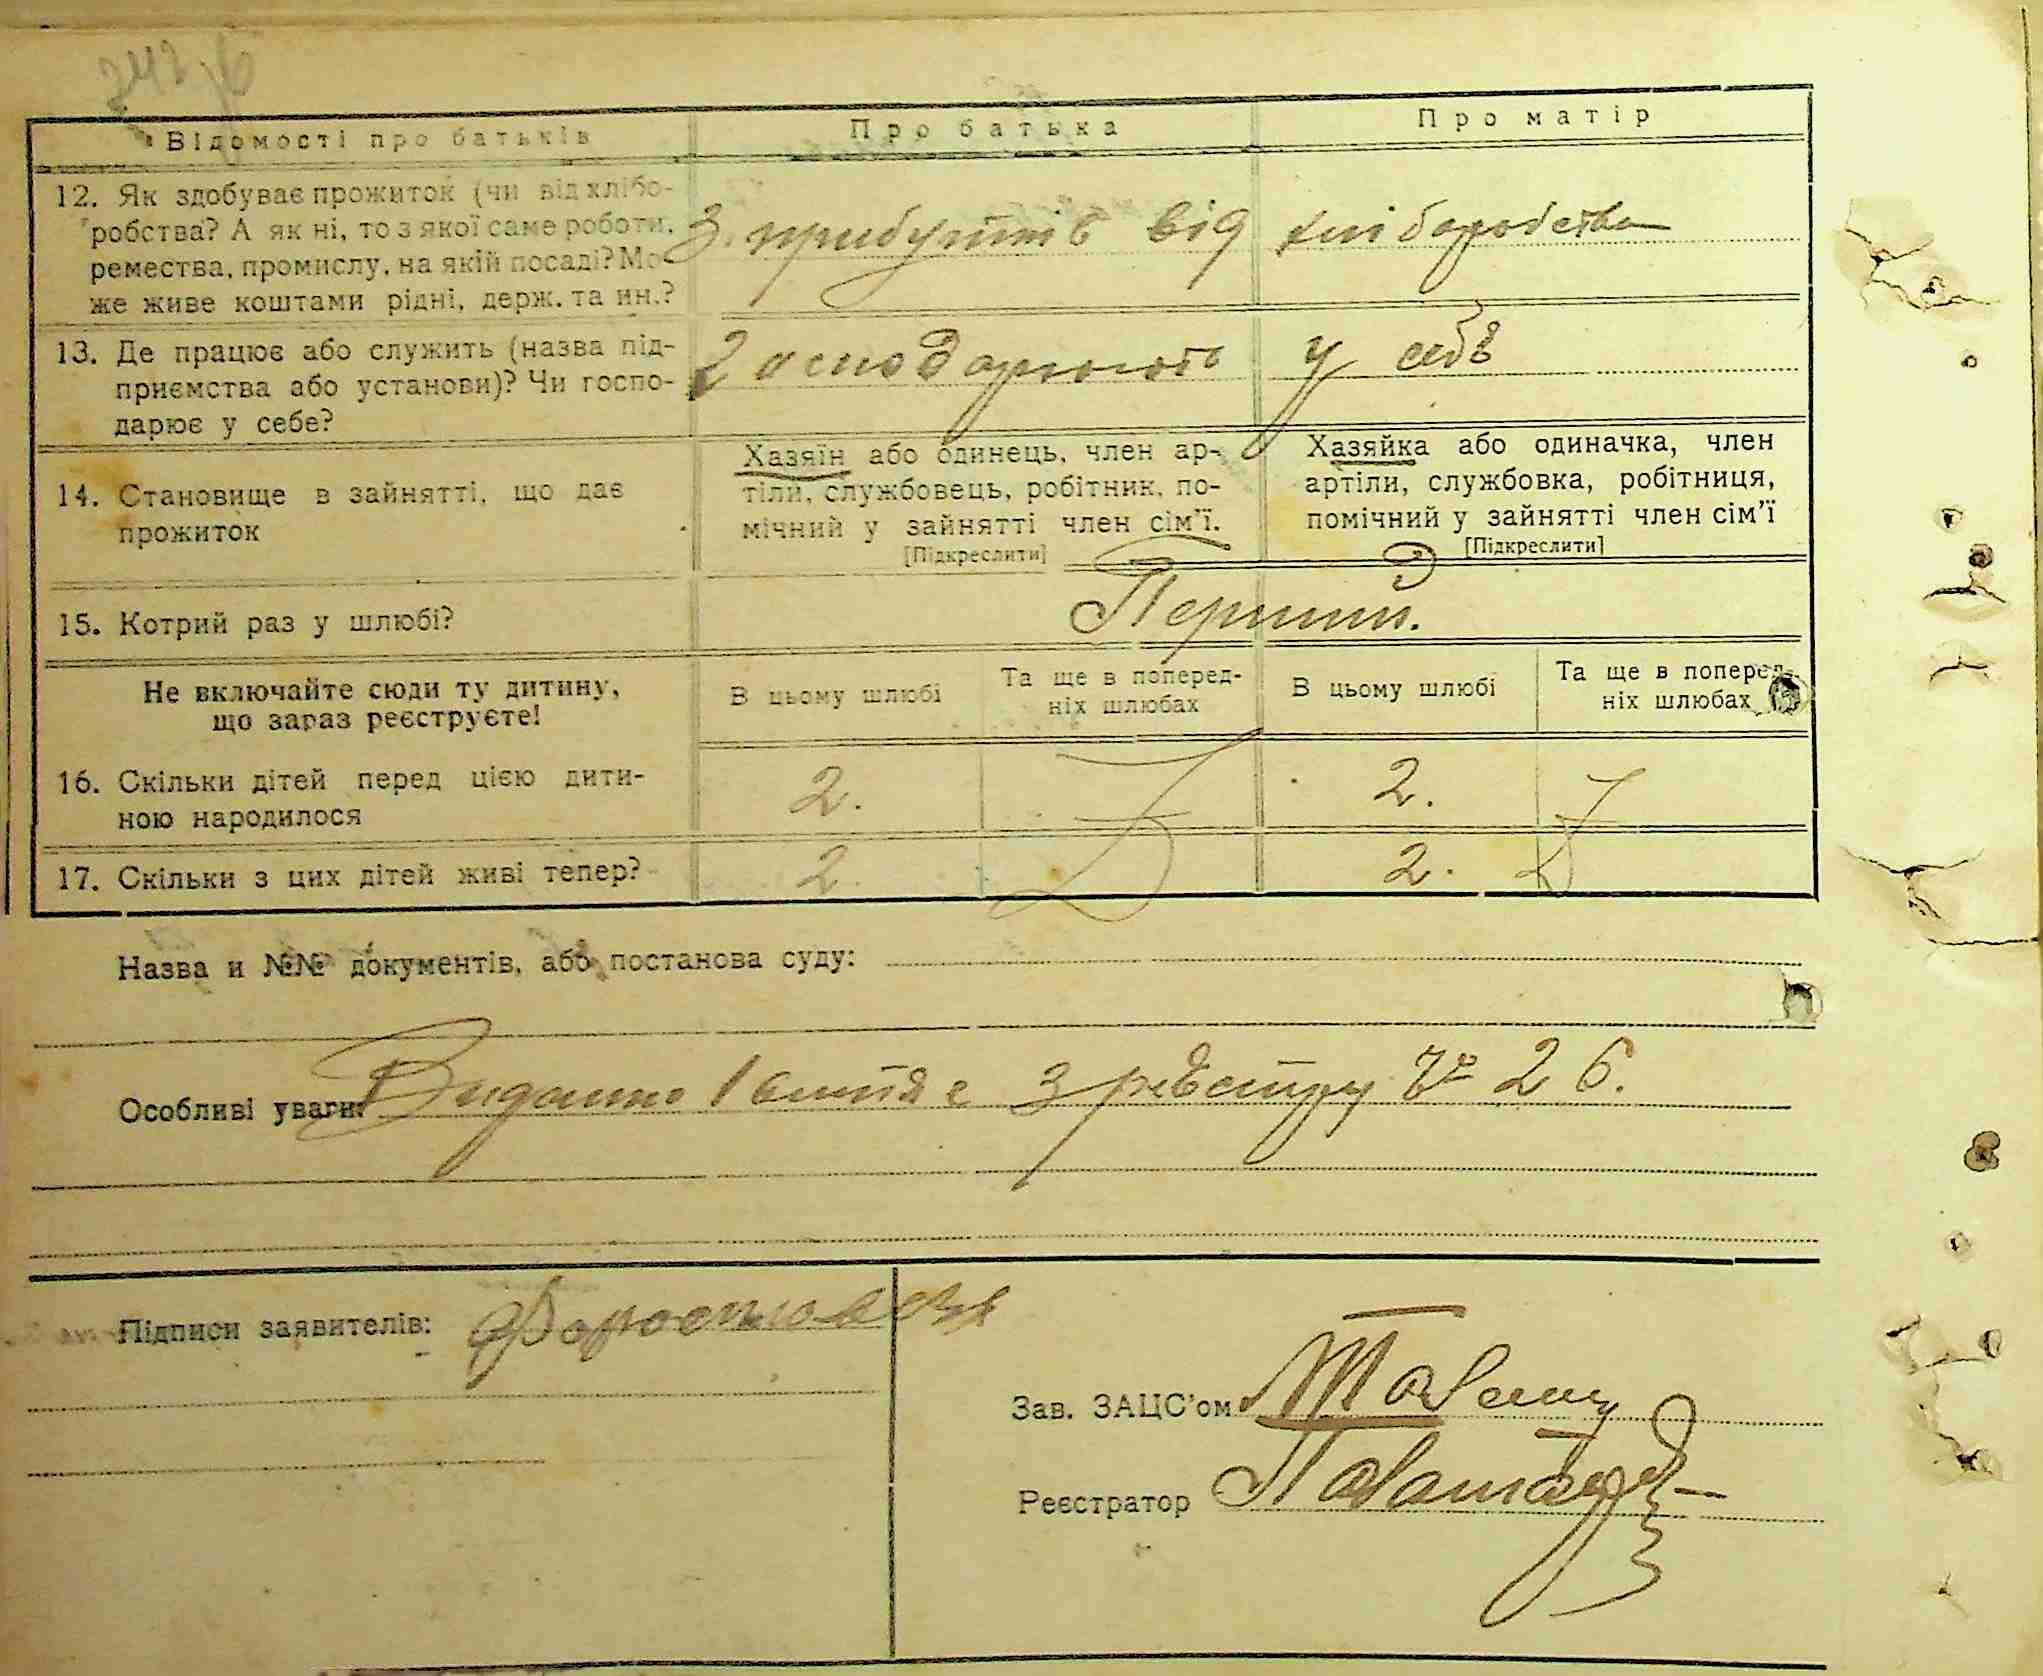 Відомості про батьків
Про батька
Про матір
12. Як здобуває прожиток (чи від хлібо-
робства? А як ні, то з якої саме роботи,
ремества, промислу, на якій посаді? Мо-
же живе коштами рідні, держ. та ин.?
З прибутків від хліборобства
13. Де працює або служить (назва під-
приємства або установи)? Чи госпо-
дарює у себе?
Господарюють у себѣ
14. Становище в зайнятті, що дає
прожиток
Хазяїн або одинець, член ар-
тіли, службовець, робітник, по-
мічний у зайнятті член сім'ї.
[Підкреслити]
Хазяйка або одиначка, член
артіли, службовка, робітниця,
помічний у зайнятті член сім'ї
[Підкреслити]
15. Котрий раз у шлюбі?
Перший.
Не включайте сюди ту дитину,
що зараз реєструєте!
В цьому шлюбі
Та ще в поперед-
ніх шлюбах
В цьому шлюбі
Та ще в поперед-
ніх шлюбах
16. Скільки дітей перед цією дити-
ною народилося
2.
2.
17. Скільки з цих дітей живі тепер?
2.
2.
Назва и №№ документів, або постанова суду:
Особливі уваги: Видано з реєстру № 26.
Підписи заявителів:
Зав. ЗАЦС'ом
Реєстратор